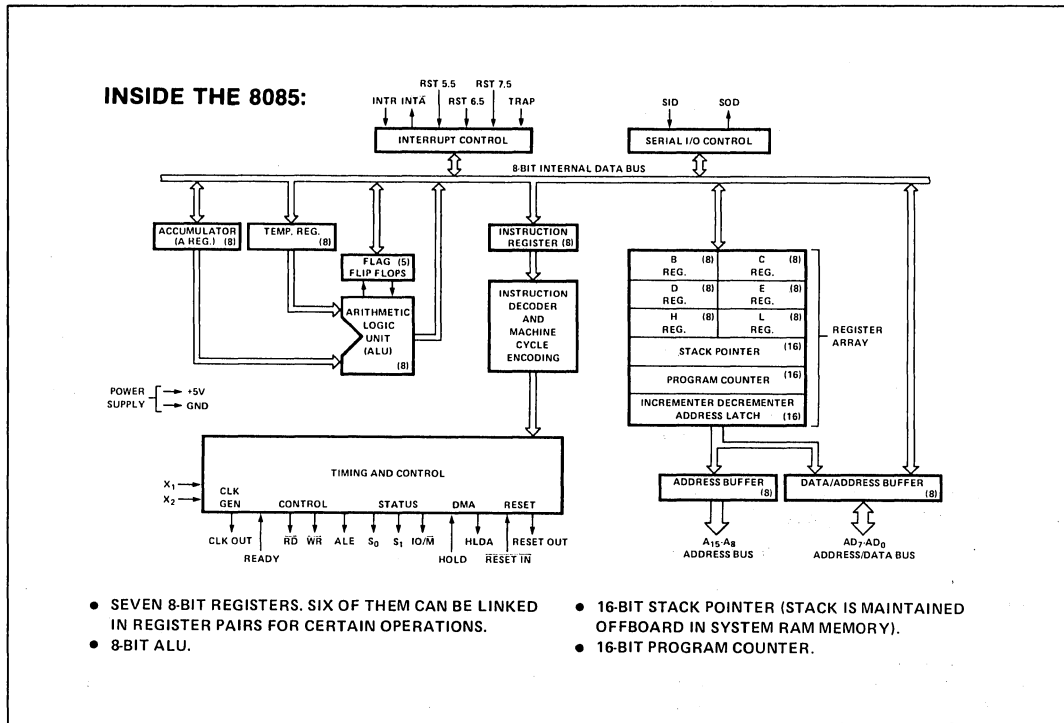 INSIDE THE 8085:
RST 5.5 RST 7.5
INTR INTA̅ RST 6.5 TRAP
SID SOD
INTERRUPT CONTROL
SERIAL I/O CONTROL
8-BIT INTERNAL DATA BUS
ACCUMULATOR
(A REG.) (8)
TEMP. REG.
(8)
FLAG (5)
FLIP FLOPS
ARITHMETIC
LOGIC
UNIT
(ALU)
(8)
INSTRUCTION
REGISTER (8)
INSTRUCTION
DECODER
AND
MACHINE
CYCLE
ENCODING
B (8)
REG.
C (8)
REG.
D (8)
REG.
E (8)
REG.
H (8)
REG.
L (8)
REG.
STACK POINTER (16)
PROGRAM COUNTER (16)
INCREMENTER DECREMENTER
ADDRESS LATCH (16)
REGISTER
ARRAY
POWER
SUPPLY
+5V
GND
TIMING AND CONTROL
X₁
X₂
CLK
GEN
CONTROL STATUS DMA RESET
CLK OUT
READY
R̅D̅ W̅R̅ ALE S₀ S₁ IO/M̅
HOLD
HLDA
R̅E̅S̅E̅T̅ I̅N̅
RESET OUT
ADDRESS BUFFER
(8)
DATA/ADDRESS BUFFER
(8)
A₁₅-A₈
ADDRESS BUS
AD₇-AD₀
ADDRESS/DATA BUS
• SEVEN 8-BIT REGISTERS. SIX OF THEM CAN BE LINKED
IN REGISTER PAIRS FOR CERTAIN OPERATIONS.
• 8-BIT ALU.
• 16-BIT STACK POINTER (STACK IS MAINTAINED
OFFBOARD IN SYSTEM RAM MEMORY).
• 16-BIT PROGRAM COUNTER.